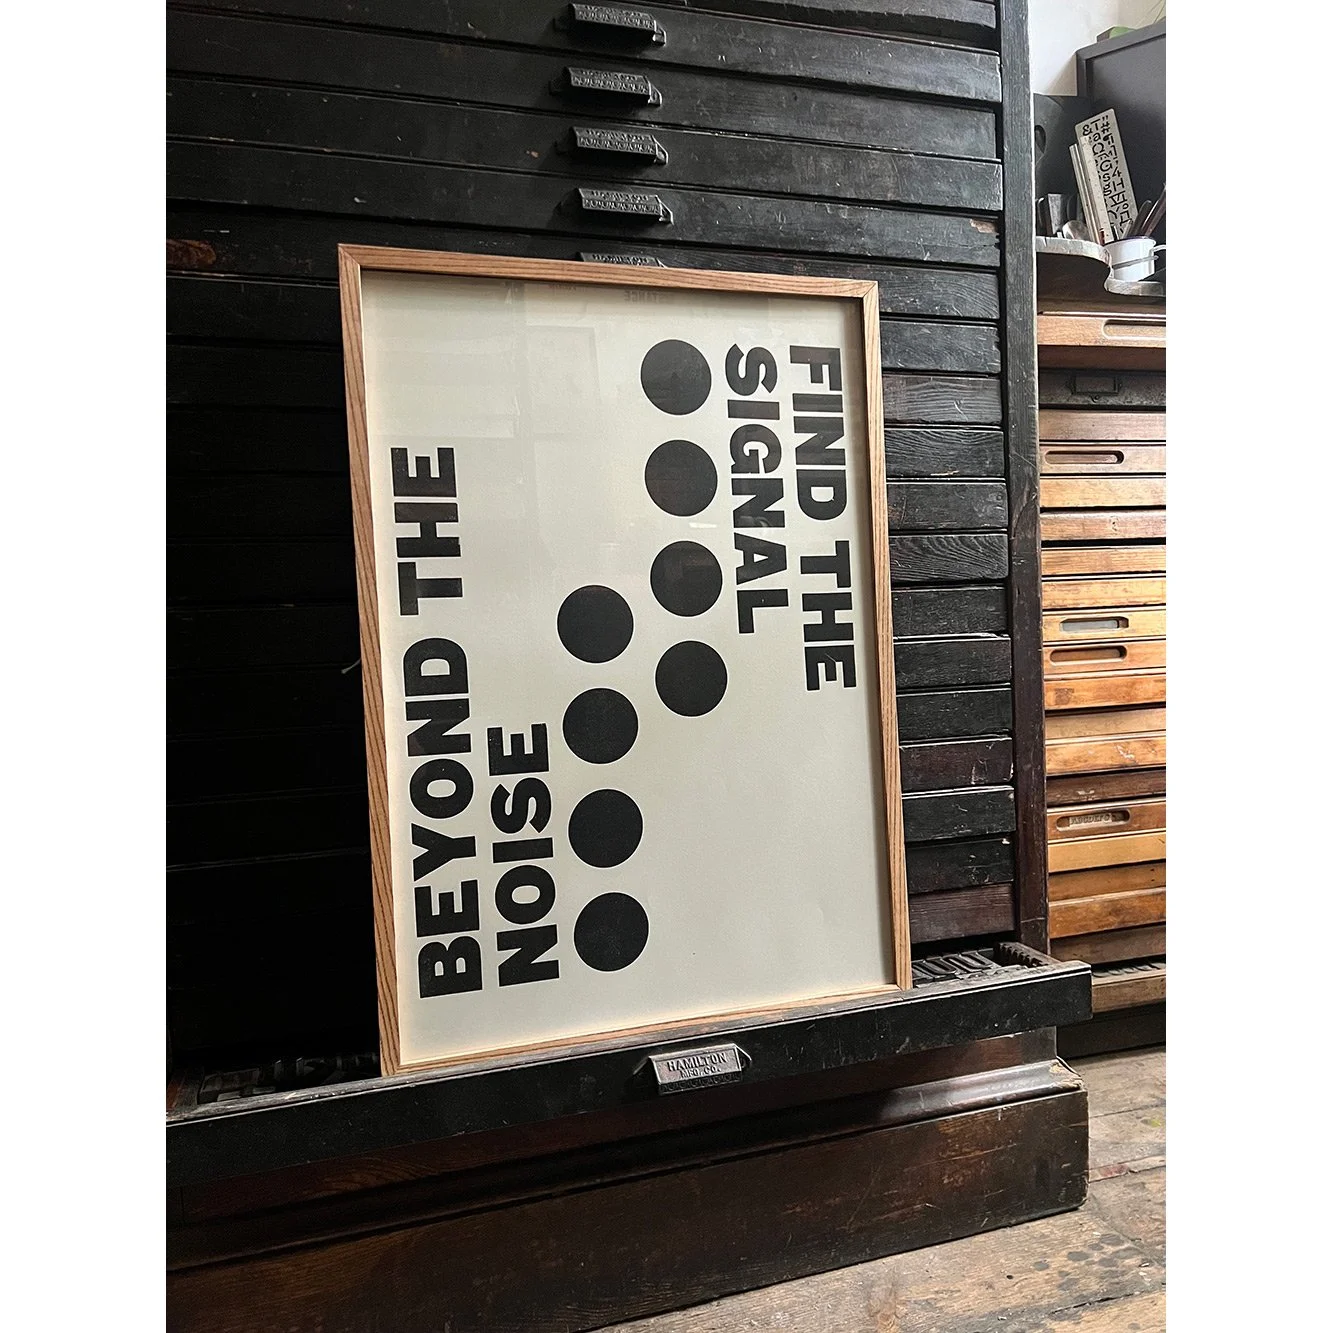 FIND THE
SIGNAL
BEYOND THE
NOISE
HAMILTON
MFG. CO.